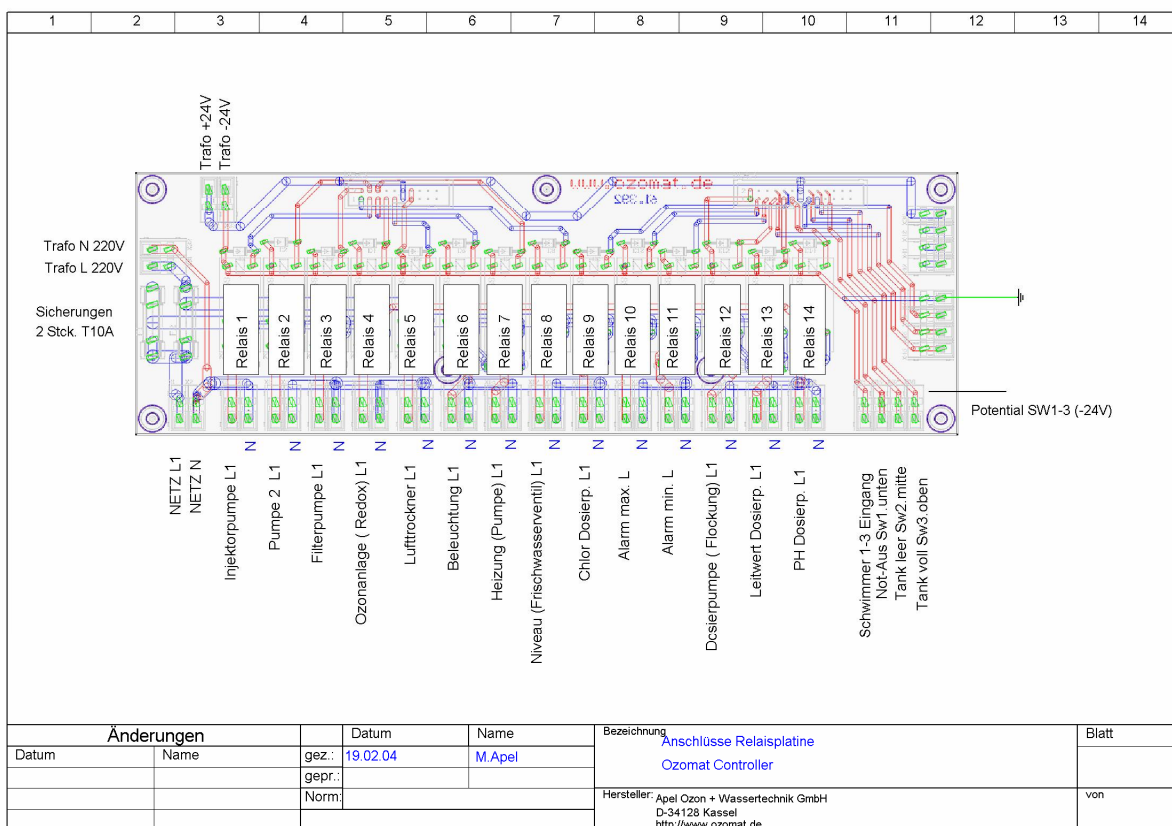 1 2 3 4 5 6 7 8 9 10 11 12 13 14
Trafo +24V
Trafo -24V
www.ozomat.de
Trafo N 220V
Trafo L 220V
Sicherungen
2 Stck. T10A
Relais 1
Relais 2
Relais 3
Relais 4
Relais 5
Relais 6
Relais 7
Relais 8
Relais 9
Relais 10
Relais 11
Relais 12
Relais 13
Relais 14
Potential SW1-3 (-24V)
N N N N N N N N N N N N N N
NETZ L1
NETZ N
Injektorpumpe L1
Pumpe 2 L1
Filterpumpe L1
Ozonanlage ( Redox) L1
Lufttrockner L1
Beleuchtung L1
Heizung (Pumpe) L1
Niveau (Frischwasserventil) L1
Chlor Dosierp. L1
Alarm max. L
Alarm min. L
Dcsierpumpe ( Flockung) L1
Leitwert Dosierp. L1
PH Dosierp. L1
Schwimmer 1-3 Eingang
Not-Aus Sw1.unten
Tank leer Sw2.mitte
Tank voll Sw3.oben
Änderungen
Datum Name
Datum Name
gez.: 19.02.04 M.Apel
gepr.:
Norm:
Bezeichnung
Anschlüsse Relaisplatine
Ozomat Controller
Hersteller: Apel Ozon + Wassertechnik GmbH
D-34128 Kassel
http://www.ozomat.de
Blatt
von